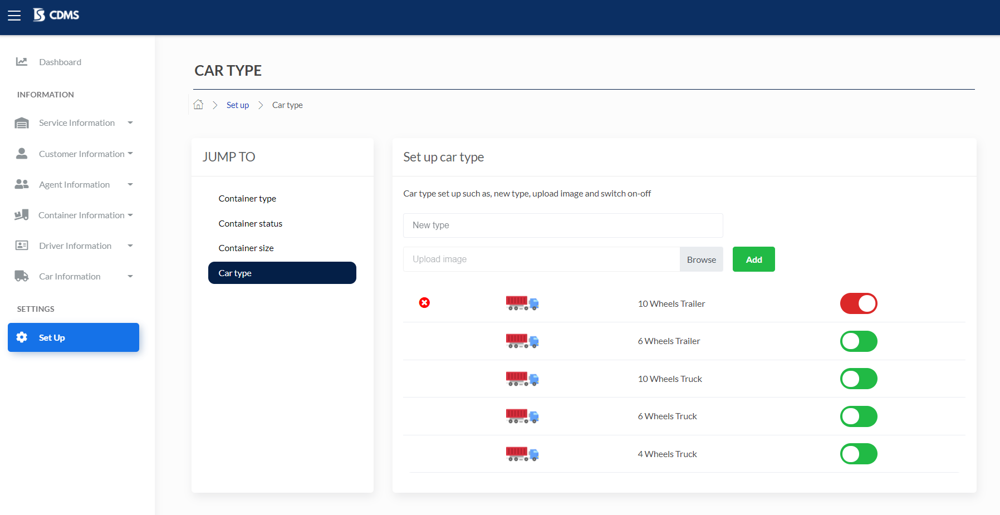 CDMS
Dashboard
INFORMATION
Service Information
Customer Information
Agent Information
Container Information
Driver Information
Car Information
SETTINGS
Set Up
CAR TYPE
Set up
Car type
JUMP TO
Container type
Container status
Container size
Car type
Set up car type
Car type set up such as, new type, upload image and switch on-off
New type
Upload image
Browse
Add
10 Wheels Trailer
6 Wheels Trailer
10 Wheels Truck
6 Wheels Truck
4 Wheels Truck